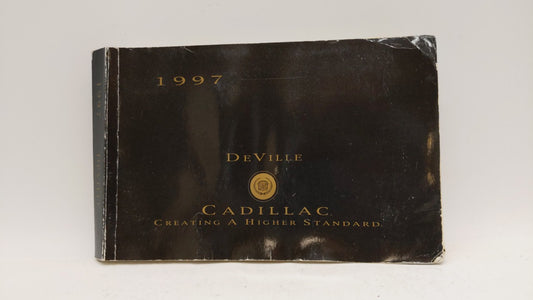 1997
DEVILLE
CADILLAC
CREATING A HIGHER STANDARD